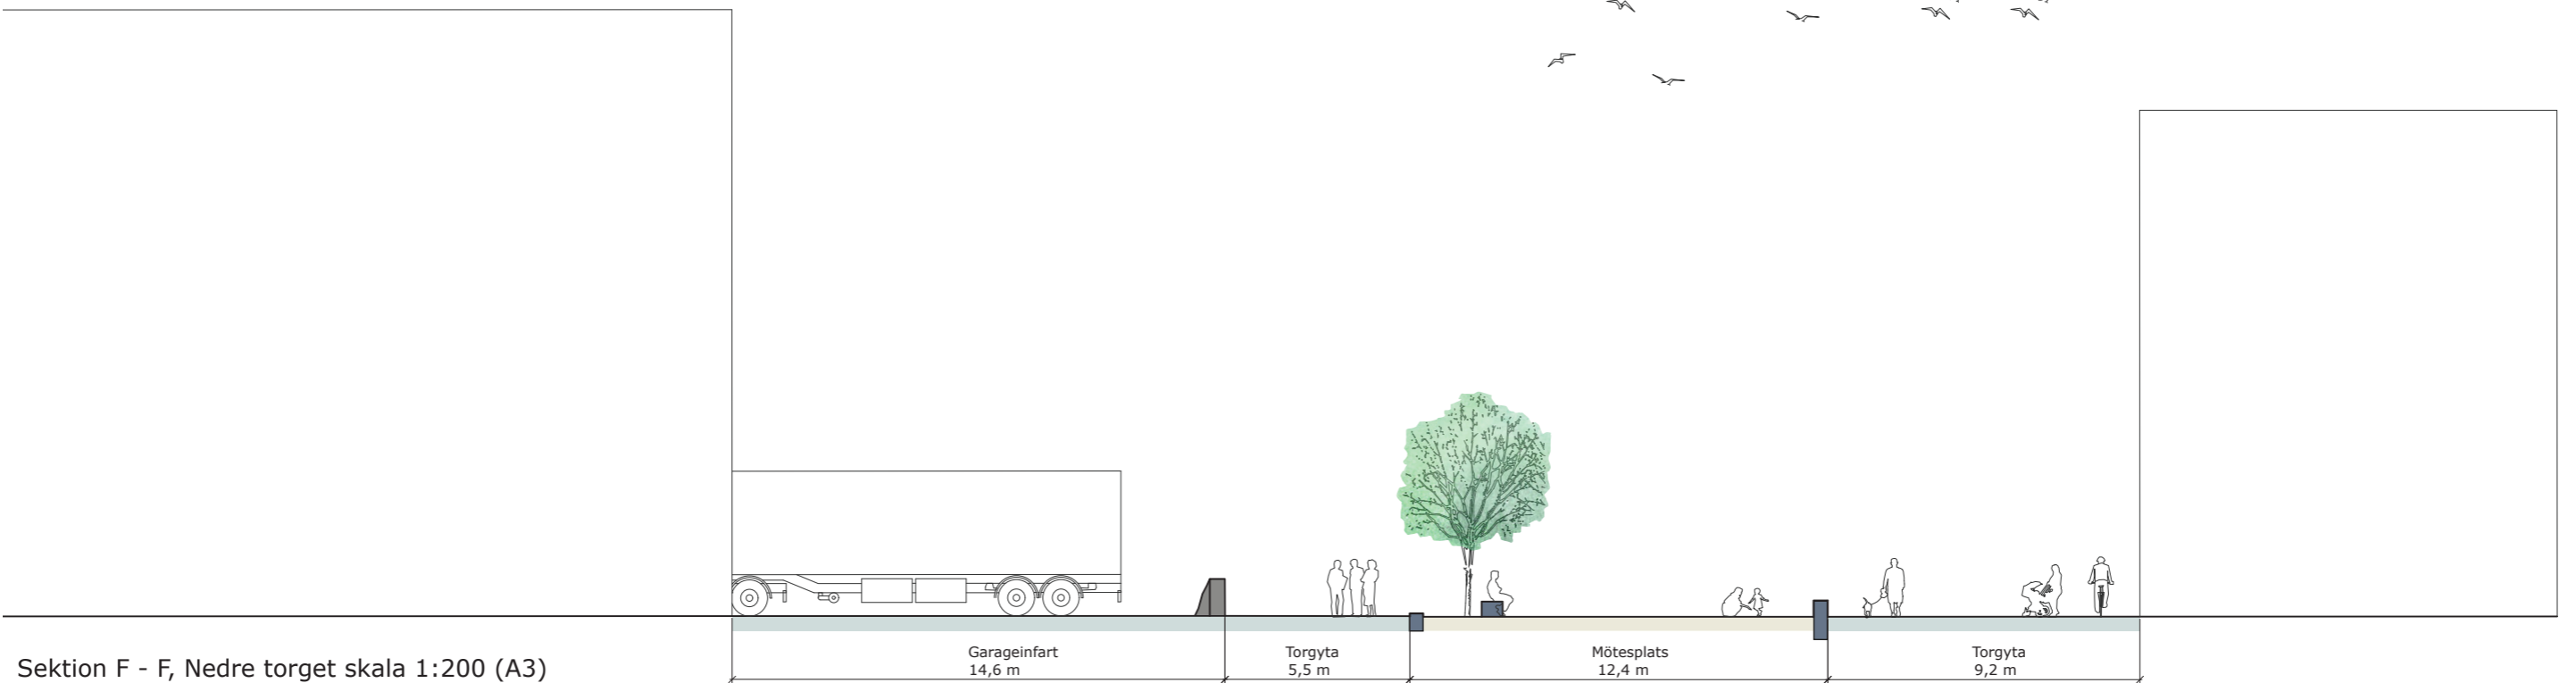 Garageinfart
14,6 m
Torgyta
5,5 m
Mötesplats
12,4 m
Torgyta
9,2 m
Sektion F - F, Nedre torget skala 1:200 (A3)